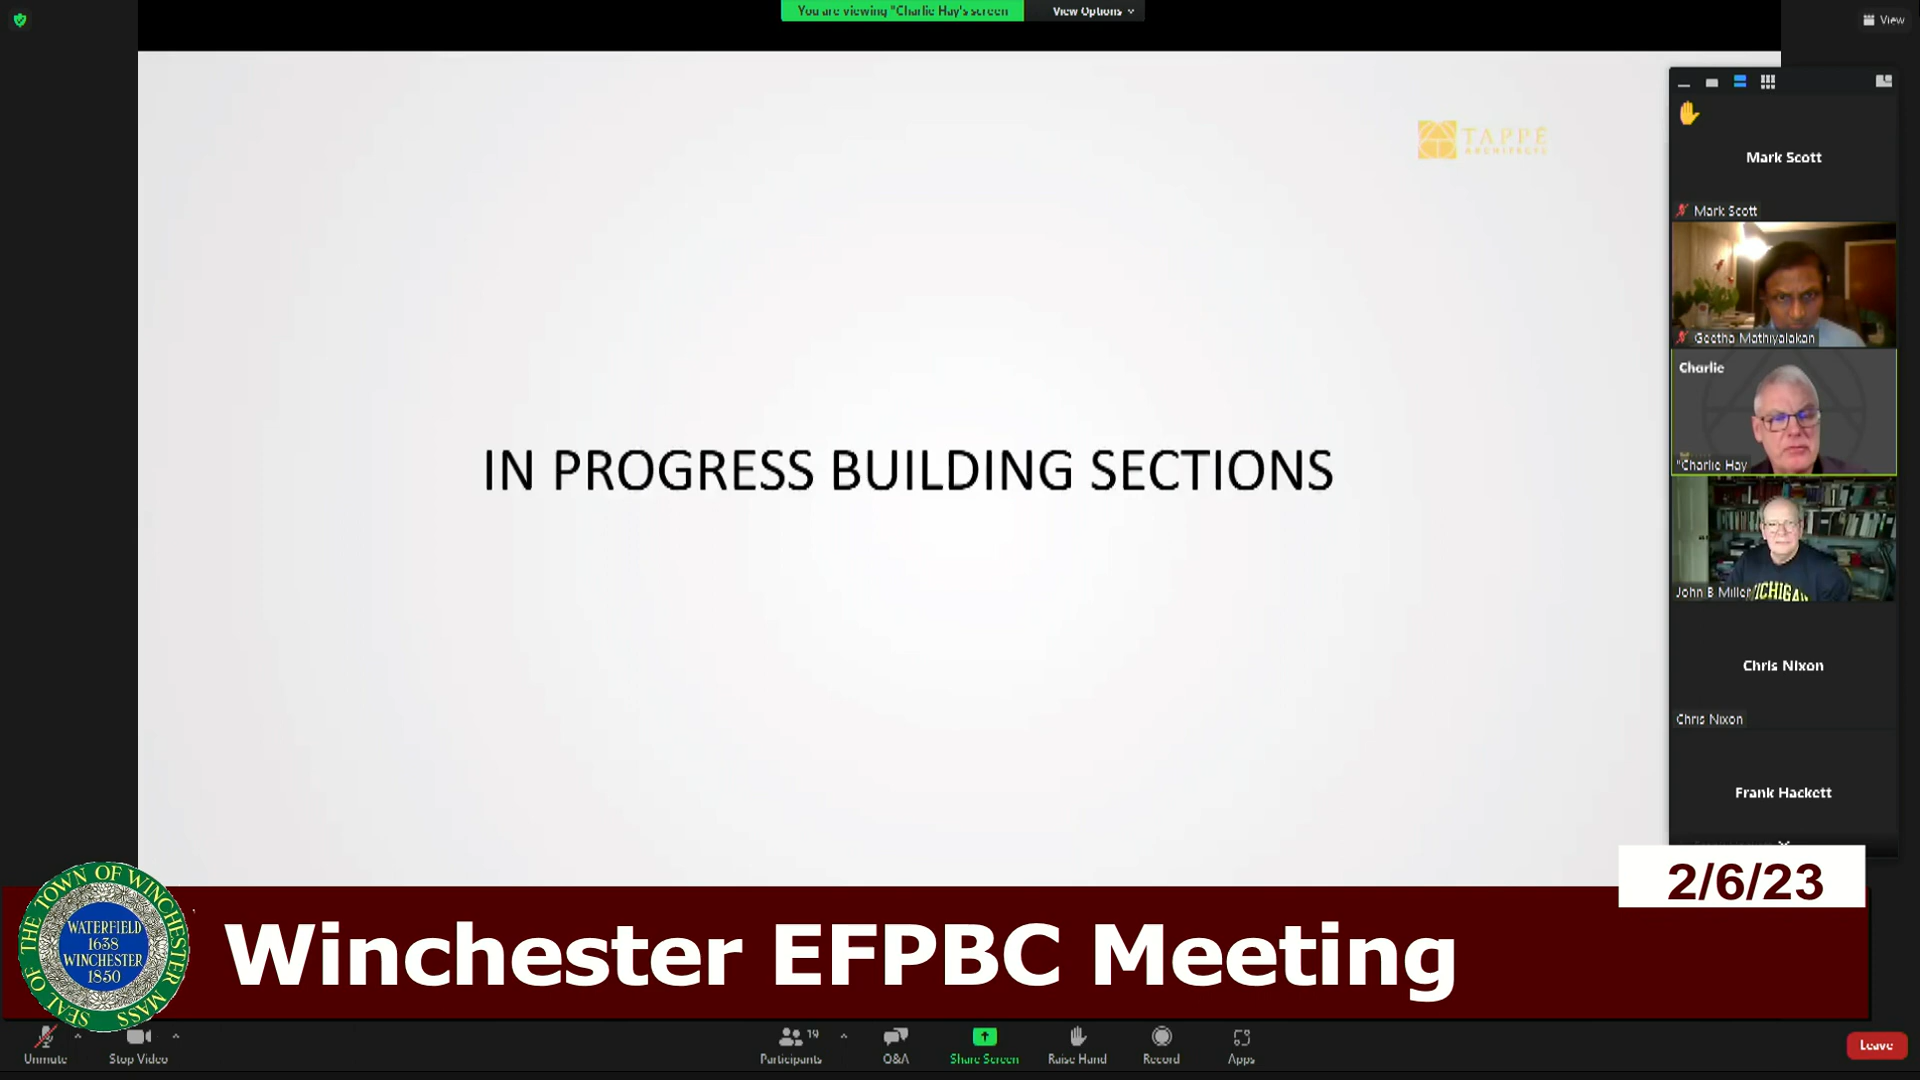 You are viewing "Charlie Hay's screen
View Options
View
TAPPÉ
ARCHITECTS
Mark Scott
Mark Scott
Geetha Mathiyalakan
Charlie
"Charlie Hay
John B Miller
Chris Nixon
Chris Nixon
Frank Hackett
IN PROGRESS BUILDING SECTIONS
2/6/23
THE TOWN OF WINCHESTER MASS
SEAL OF
WATERFIELD
1638
WINCHESTER
1850
Winchester EFPBC Meeting
Unmute
Stop Video
19
Participants
Q&A
Share Screen
Raise Hand
Record
Apps
Leave